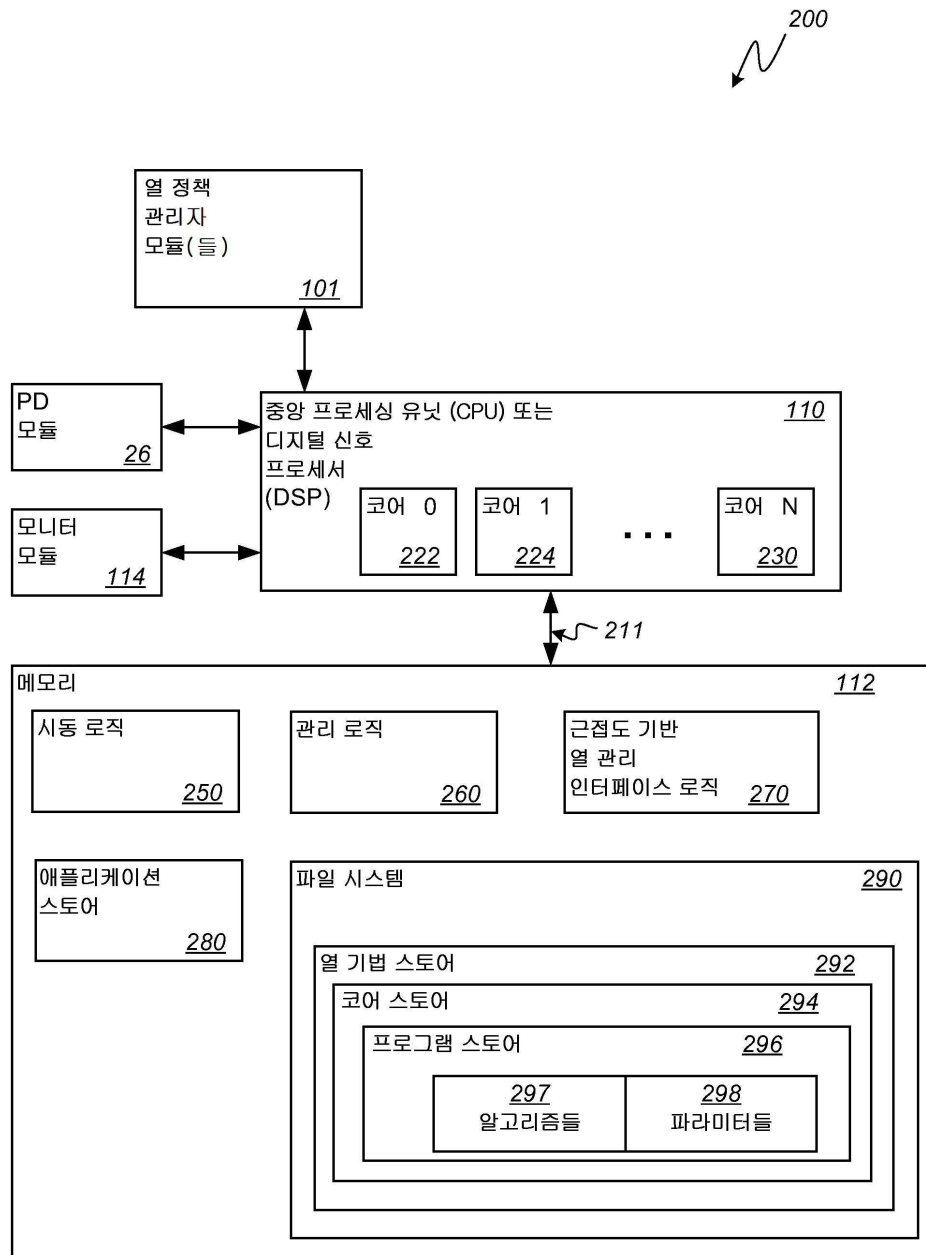 200
열 정책
관리자
모듈(들)
101
PD
모듈
26
중앙 프로세싱 유닛 (CPU) 또는
디지털 신호
프로세서
(DSP)
110
코어 0
222
코어 1
224
...
코어 N
230
모니터
모듈
114
211
메모리
112
시동 로직
250
관리 로직
260
근접도 기반
열 관리
인터페이스 로직
270
애플리케이션
스토어
280
파일 시스템
290
열 기법 스토어
292
코어 스토어
294
프로그램 스토어
296
297
알고리즘들
298
파라미터들